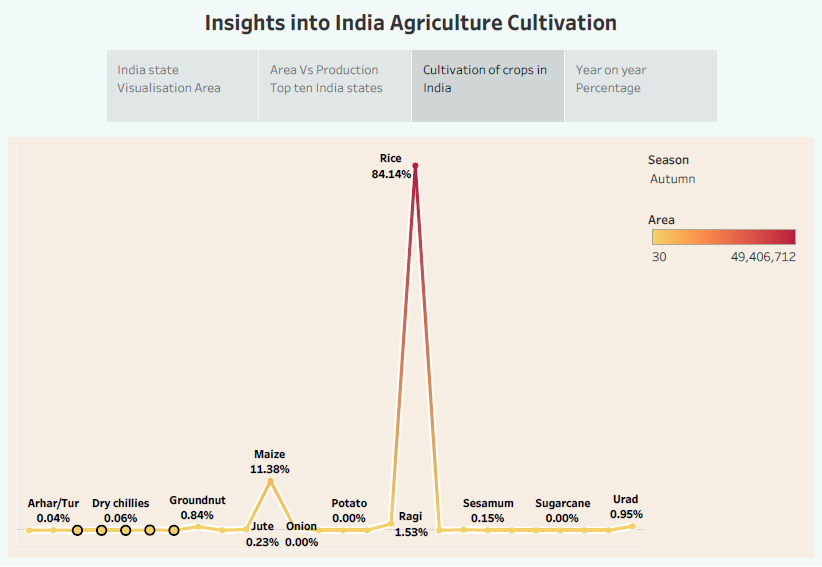 Insights into India Agriculture Cultivation
India state
Visualisation Area
Area Vs Production
Top ten India states
Cultivation of crops in
India
Year on year
Percentage
Rice
84.14%
Season
Autumn
Area
30 49,406,712
Maize
11.38%
Arhar/Tur
0.04%
Dry chillies
0.06%
Groundnut
0.84%
Jute
0.23%
Onion
0.00%
Potato
0.00%
Ragi
1.53%
Sesamum
0.15%
Sugarcane
0.00%
Urad
0.95%